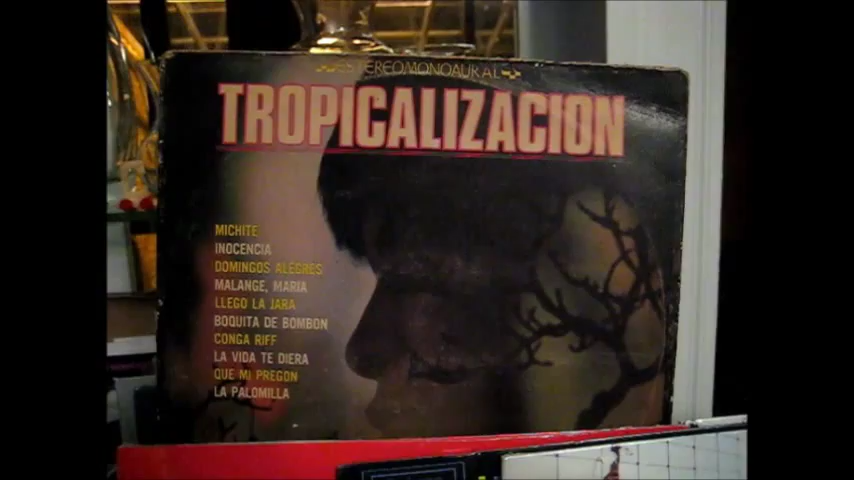 ESTEREOMONOAURAL
TROPICALIZACION
MICHITE
INOCENCIA
DOMINGOS ALEGRES
MALANGE, MARIA
LLEGO LA JARA
BOQUITA DE BOMBON
CONGA RIFF
LA VIDA TE DIERA
QUE MI PREGON
LA PALOMILLA